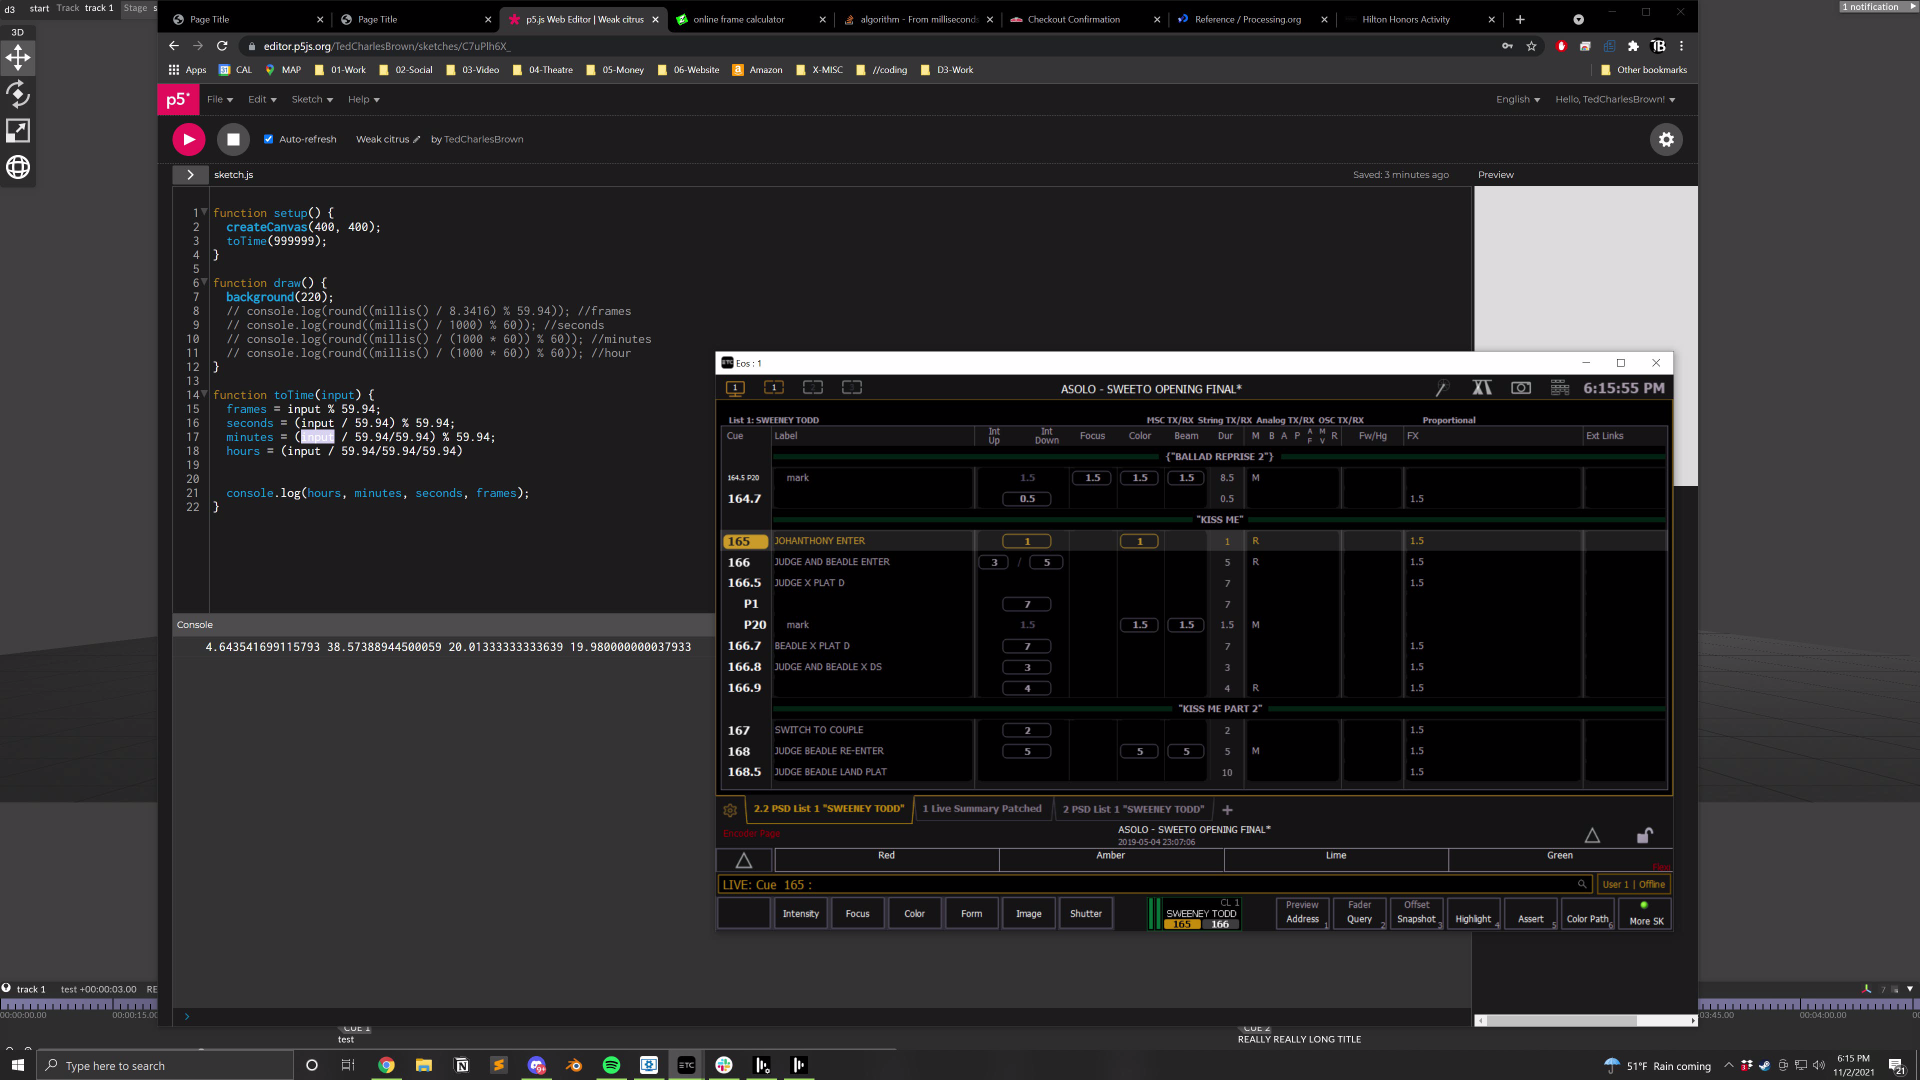 d3 start Track track 1 Stage s
1 notification
3D
Page Title
Page Title
p5.js Web Editor | Weak citrus
online frame calculator
algorithm - From milliseconds
Checkout Confirmation
Reference / Processing.org
Hilton Honors Activity
editor.p5js.org/TedCharlesBrown/sketches/C7uPlh6X_
Apps CAL MAP 01-Work 02-Social 03-Video 04-Theatre 05-Money 06-Website Amazon X-MISC //coding D3-Work Other bookmarks
p5* File Edit Sketch Help English Hello, TedCharlesBrown!
Auto-refresh Weak citrus by TedCharlesBrown
sketch.js Saved: 3 minutes ago Preview
1 function setup() {
2 createCanvas(400, 400);
3 toTime(999999);
4 }
5
6 function draw() {
7 background(220);
8 // console.log(round((millis() / 8.3416) % 59.94)); //frames
9 // console.log(round((millis() / 1000) % 60)); //seconds
10 // console.log(round((millis() / (1000 * 60)) % 60)); //minutes
11 // console.log(round((millis() / (1000 * 60)) % 60)); //hour
12 }
13
14 function toTime(input) {
15 frames = input % 59.94;
16 seconds = (input / 59.94) % 59.94;
17 minutes = (input / 59.94/59.94) % 59.94;
18 hours = (input / 59.94/59.94/59.94)
19
20
21 console.log(hours, minutes, seconds, frames);
22 }
Console
4.643541699115793 38.57388944500059 20.01333333333639 19.980000000037933
Eos : 1
1 1 2 3 ASOLO - SWEETO OPENING FINAL* 6:15:55 PM
List 1: SWEENEY TODD MSC TX/RX String TX/RX Analog TX/RX OSC TX/RX Proportional
Cue Label Int Up Int Down Focus Color Beam Dur M B A P AF MV R Fw/Hg FX Ext Links
{"BALLAD REPRISE 2"}
164.5 P20 mark 1.5 1.5 1.5 1.5 8.5 M
164.7 0.5 0.5 1.5
"KISS ME"
165 JOHANTHONY ENTER 1 1 1 R 1.5
166 JUDGE AND BEADLE ENTER 3 / 5 5 R 1.5
166.5 JUDGE X PLAT D 7 1.5
P1 7 7
P20 mark 1.5 1.5 1.5 1.5 M
166.7 BEADLE X PLAT D 7 7 1.5
166.8 JUDGE AND BEADLE X DS 3 3 1.5
166.9 4 4 R 1.5
"KISS ME PART 2"
167 SWITCH TO COUPLE 2 2 1.5
168 JUDGE BEADLE RE-ENTER 5 5 5 5 M 1.5
168.5 JUDGE BEADLE LAND PLAT 10 1.5
2.2 PSD List 1 "SWEENEY TODD" 1 Live Summary Patched 2 PSD List 1 "SWEENEY TODD" +
Encoder Page
ASOLO - SWEETO OPENING FINAL*
2019-05-04 23:07:06
Red Amber Lime Green
LIVE: Cue 165 : User 1 | Offline
Intensity Focus Color Form Image Shutter
CL 1
SWEENEY TODD
165 166
Preview Address 1 Fader Query 2 Offset Snapshot 3 Highlight 4 Assert 5 Color Path 6 More SK
track 1 test +00:00:03.00 RE
00:00:00.00 00:00:15.00 03:45.00 00:04:00.00
CUE 1
test
CUE 2
REALLY REALLY LONG TITLE
Type here to search
51°F Rain coming
6:15 PM
11/2/2021
21